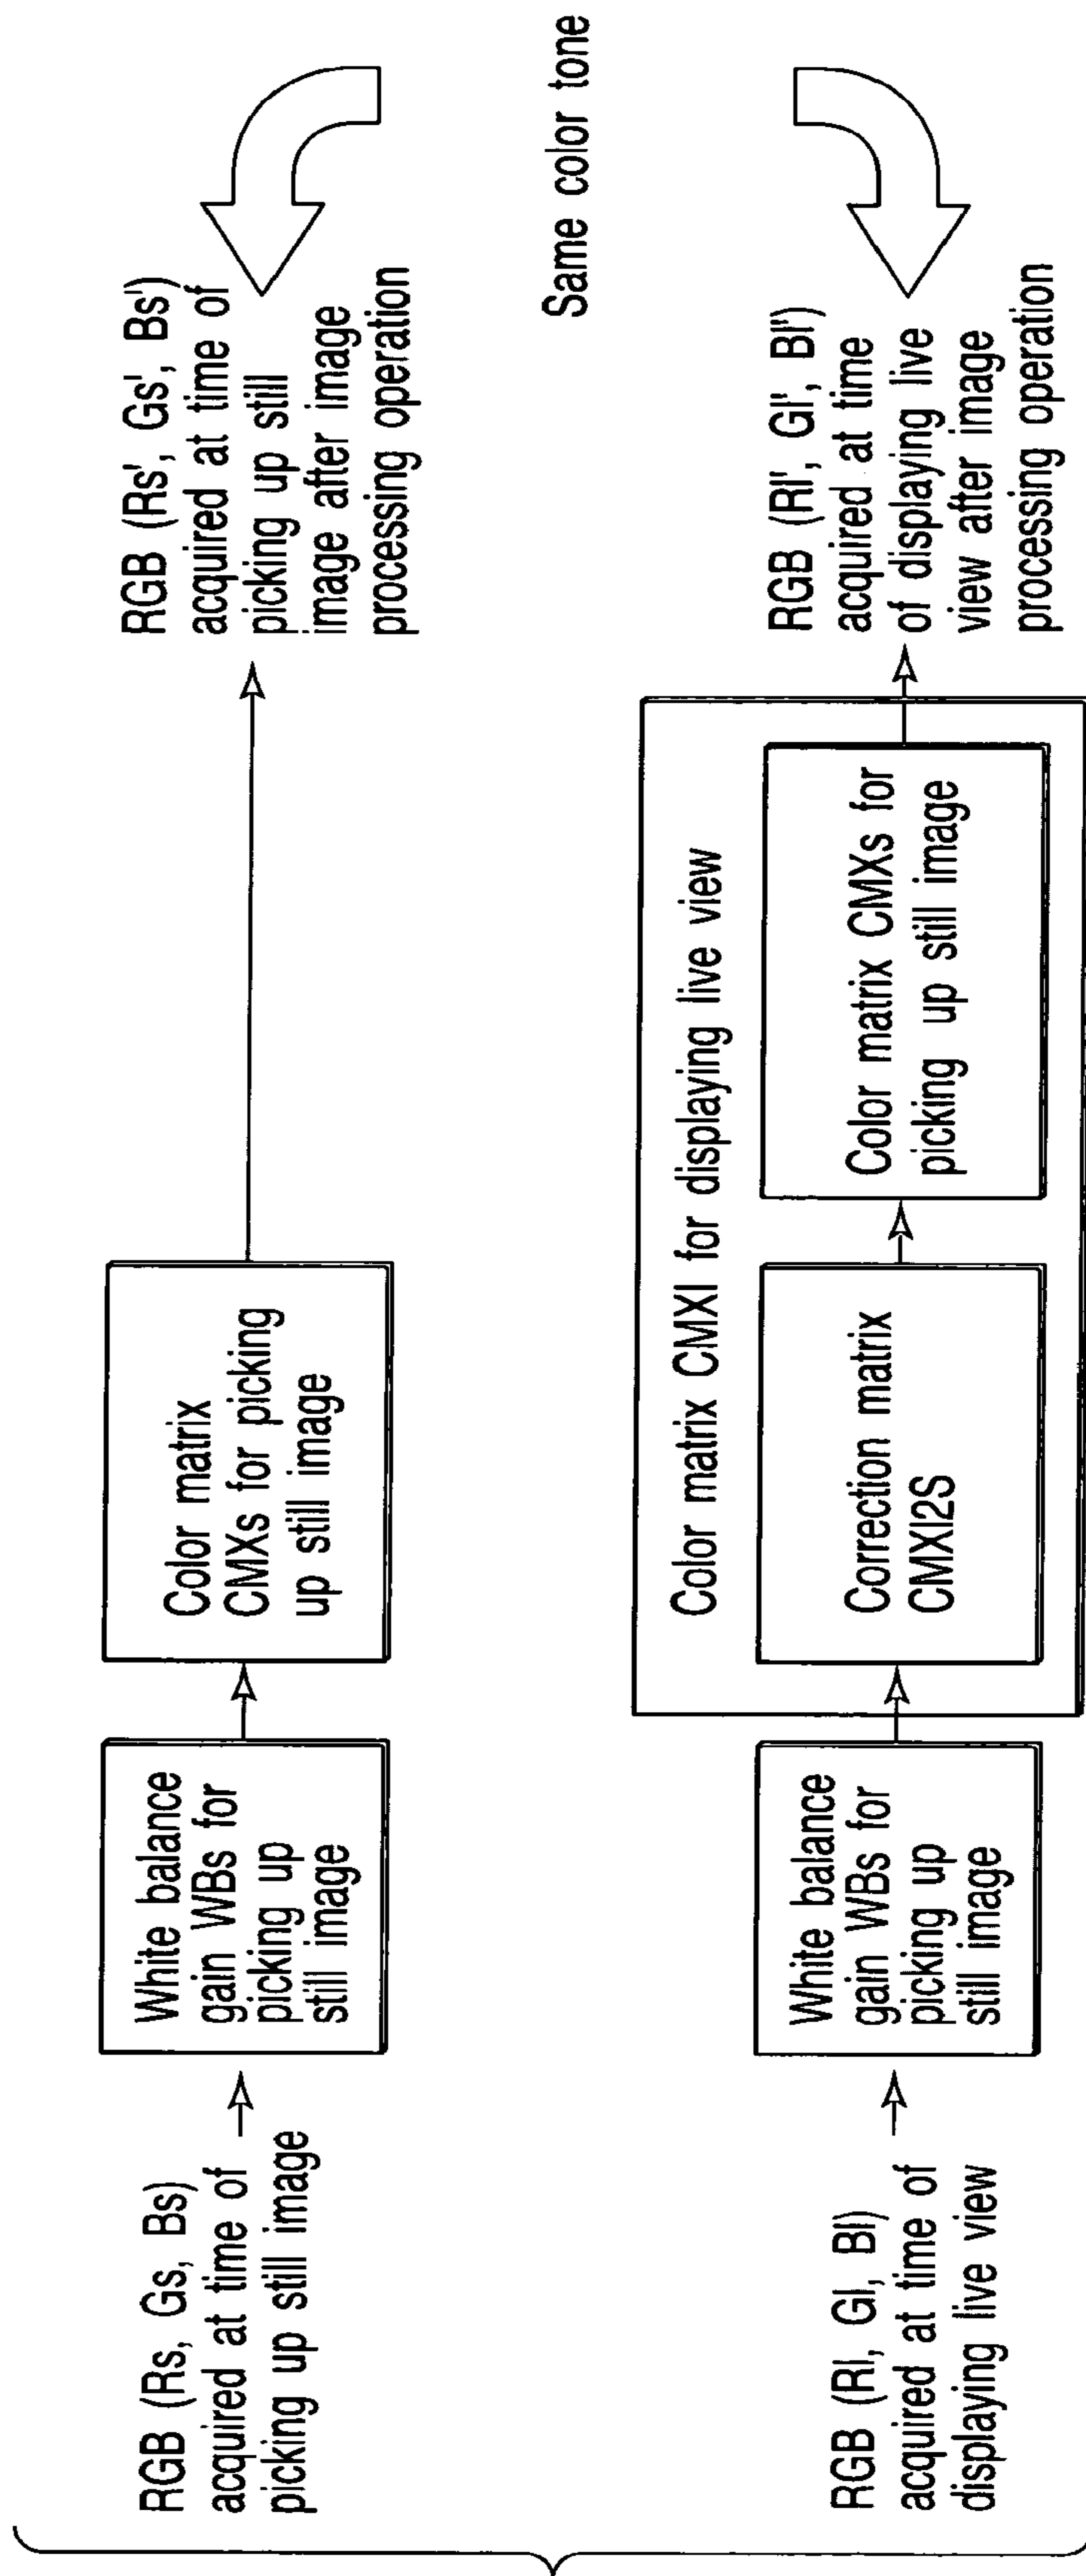 RGB (Rs, Gs, Bs)
acquired at time of
picking up still image
White balance
gain WBs for
picking up
still image
Color matrix
CMXs for picking
up still image
RGB (Rs', Gs', Bs')
acquired at time of
picking up still
image after image
processing operation
Same color tone
RGB (Rl, Gl, Bl)
acquired at time of
displaying live view
White balance
gain WBs for
picking up
still image
Color matrix CMXl for displaying live view
Correction matrix
CMXl2S
Color matrix CMXs for
picking up still image
RGB (Rl', Gl', Bl')
acquired at time
of displaying live
view after image
processing operation